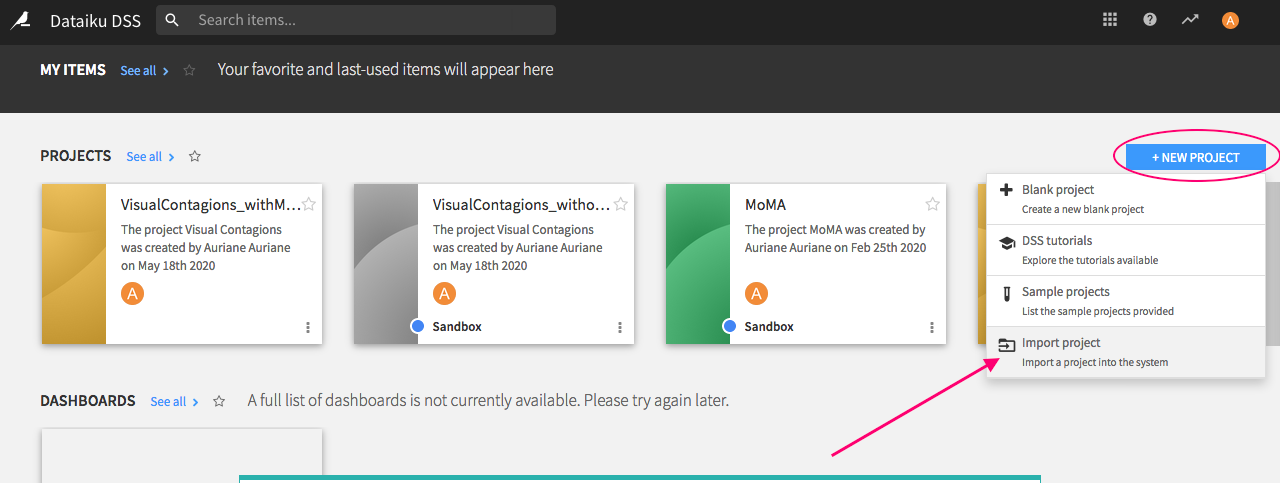 Dataiku DSS
Search items...
A
MY ITEMS
See all
Your favorite and last-used items will appear here
PROJECTS
See all
+ NEW PROJECT
VisualContagions_withM...
The project Visual Contagions
was created by Auriane Auriane
on May 18th 2020
A
VisualContagions_witho...
The project Visual Contagions
was created by Auriane Auriane
on May 18th 2020
A
Sandbox
MoMA
The project MoMA was created by
Auriane Auriane on Feb 25th 2020
A
Sandbox
Blank project
Create a new blank project
DSS tutorials
Explore the tutorials available
Sample projects
List the sample projects provided
Import project
Import a project into the system
DASHBOARDS
See all
A full list of dashboards is not currently available. Please try again later.